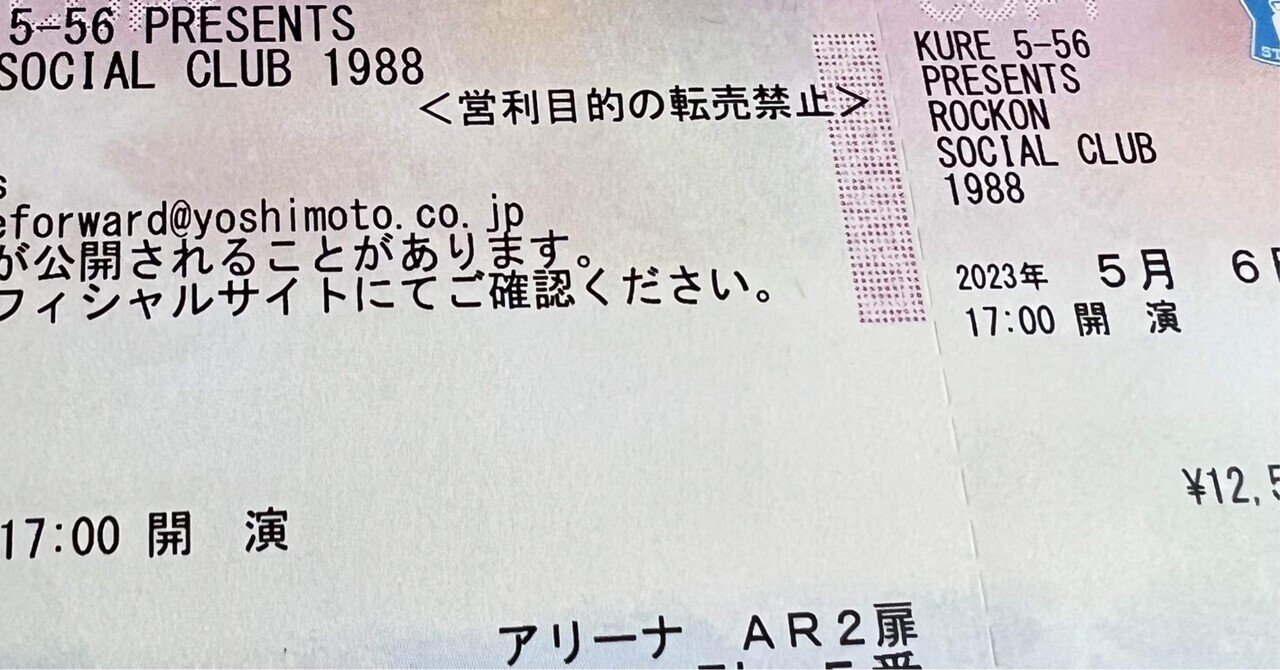 5-56 PRESENTS
SOCIAL CLUB 1988
＜営利目的の転売禁止＞
eforward@yoshimoto.co.jp
が公開されることがあります。
フィシャルサイトにてご確認ください。
17:00 開 演
アリーナ AR2扉
KURE 5-56
PRESENTS
ROCKON
SOCIAL CLUB
1988
2023年 5月 6
17:00 開 演
¥12,5